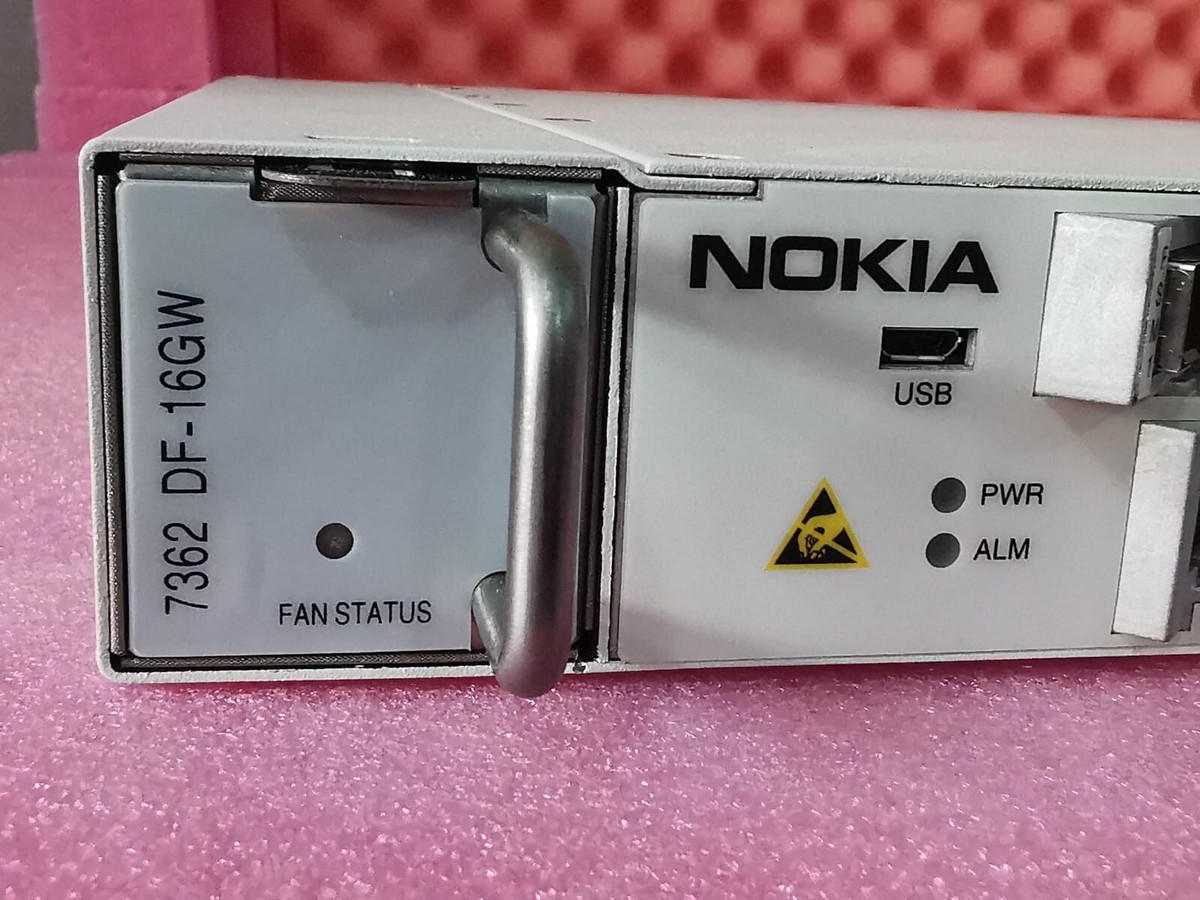 7362 DF-16GW
FAN STATUS
NOKIA
USB
PWR
ALM